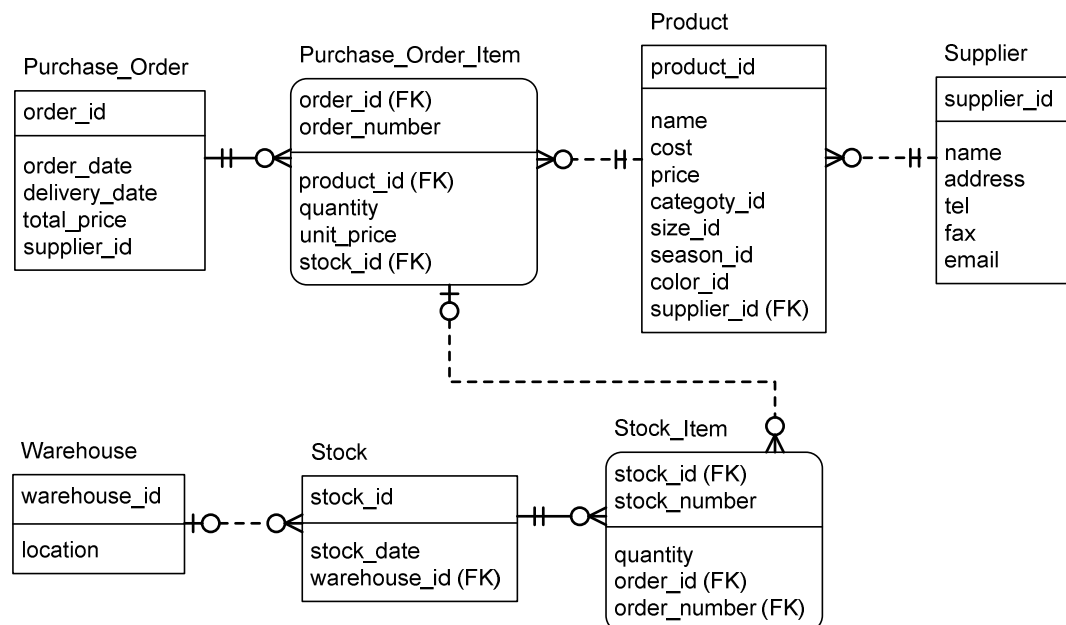 Purchase_Order
order_id
order_date
delivery_date
total_price
supplier_id
Purchase_Order_Item
order_id (FK)
order_number
product_id (FK)
quantity
unit_price
stock_id (FK)
Product
product_id
name
cost
price
categoty_id
size_id
season_id
color_id
supplier_id (FK)
Supplier
supplier_id
name
address
tel
fax
email
Warehouse
warehouse_id
location
Stock
stock_id
stock_date
warehouse_id (FK)
Stock_Item
stock_id (FK)
stock_number
quantity
order_id (FK)
order_number (FK)